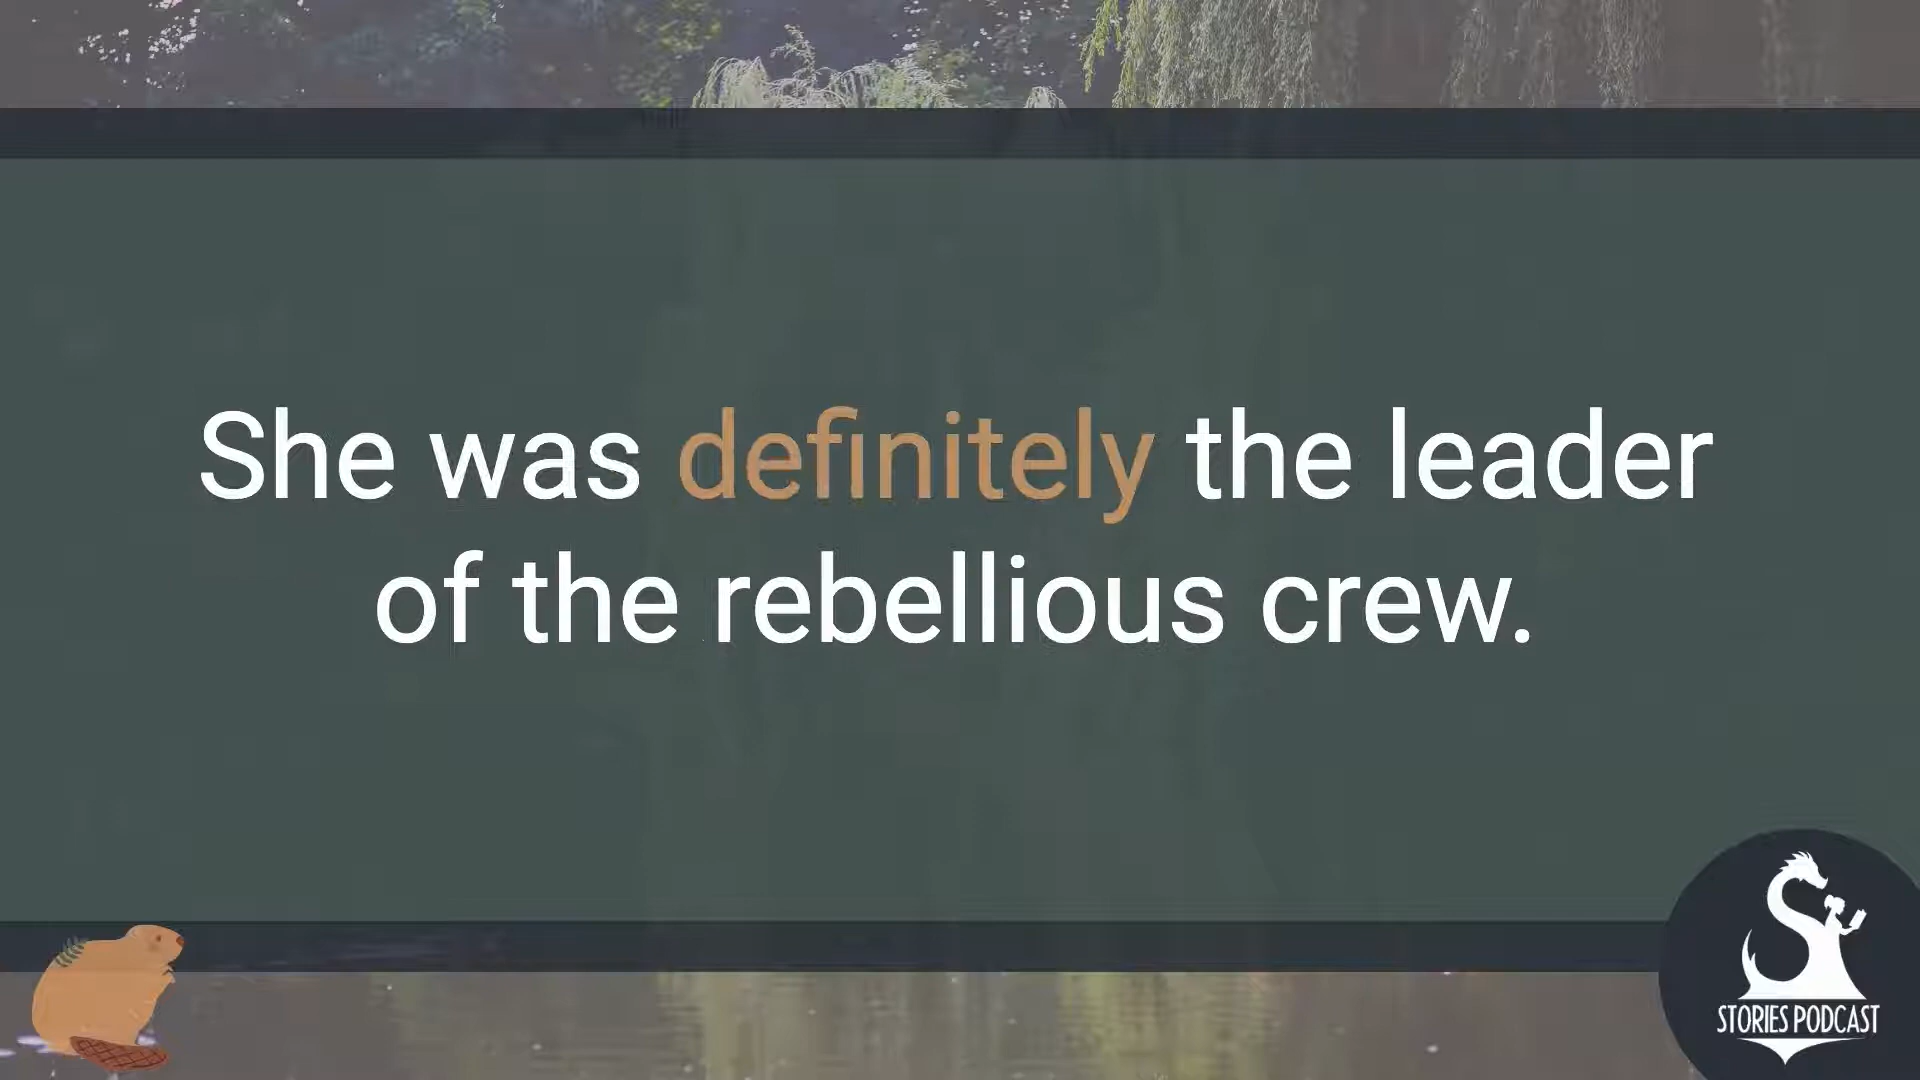 She was definitely the leader
of the rebellious crew.
STORIES PODCAST